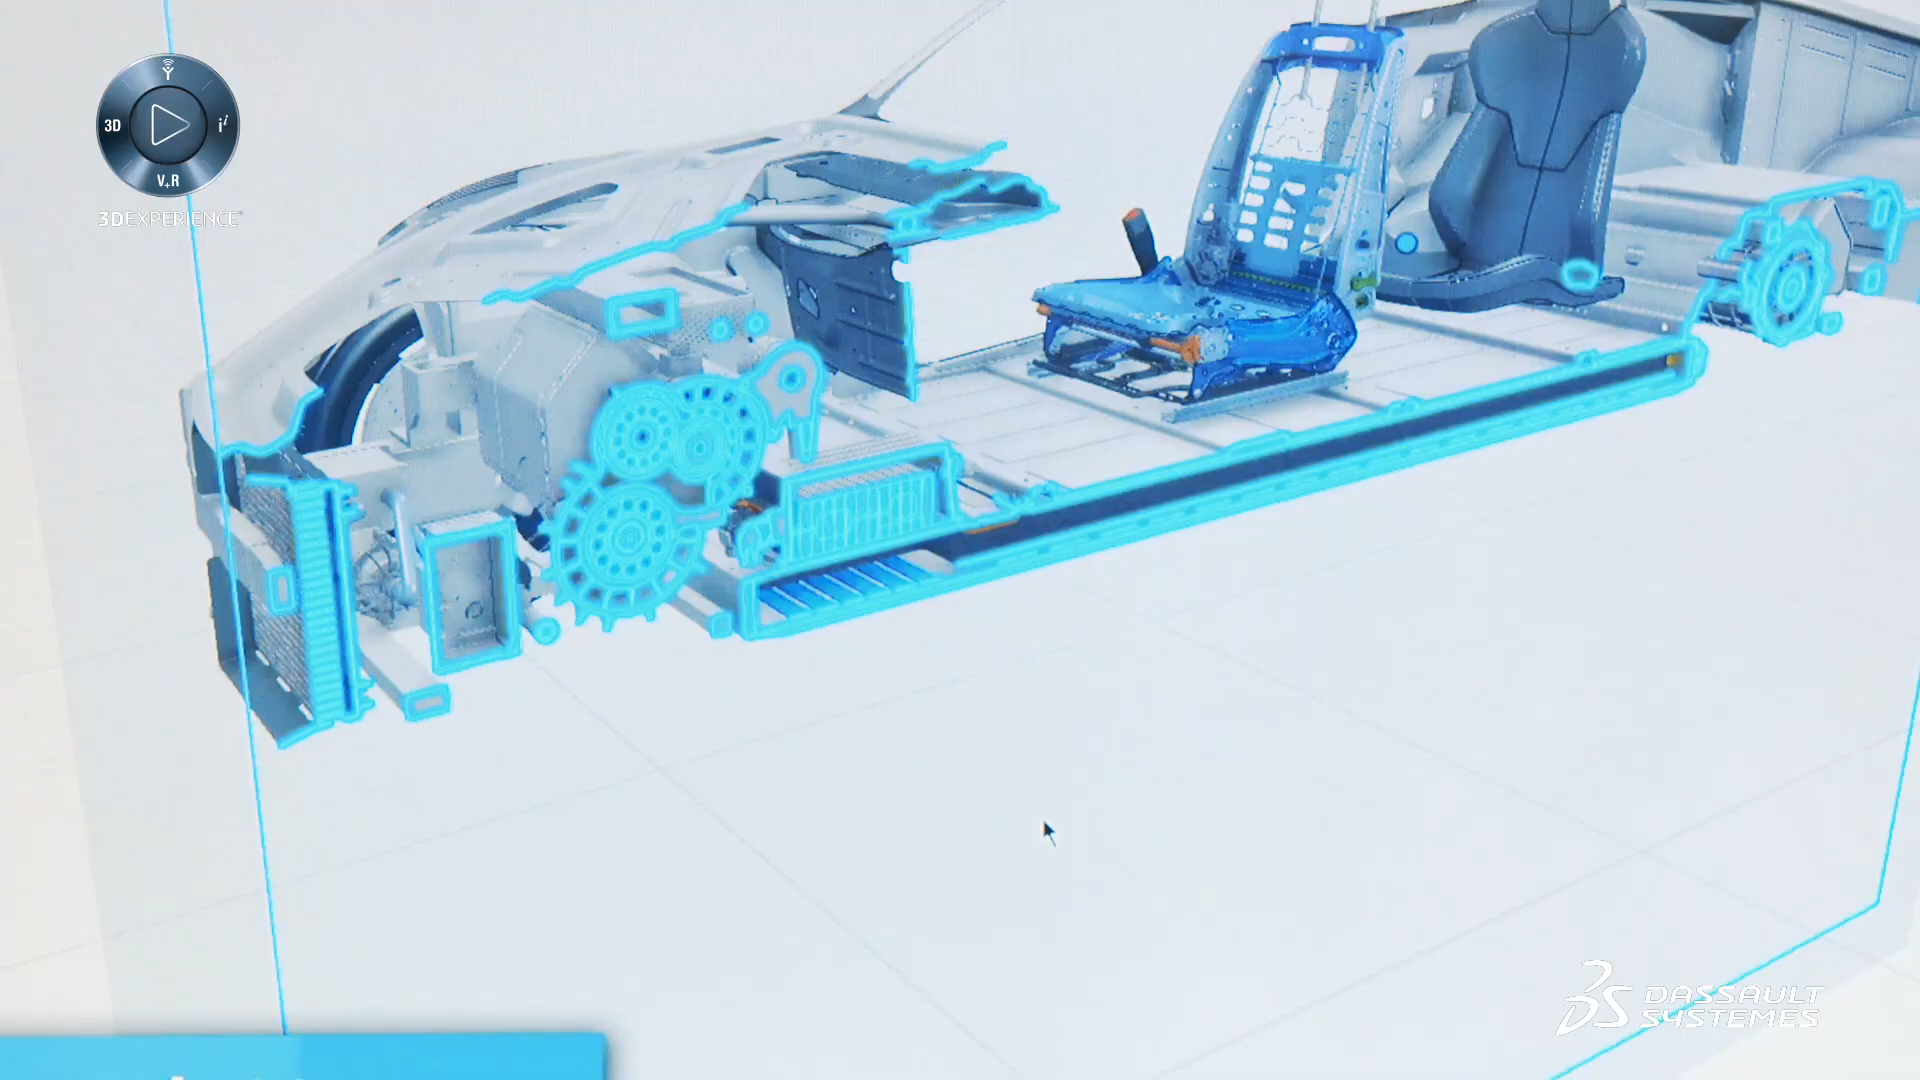 3D
i
V+R
3DEXPERIENCE
DASSAULT
SYSTEMES